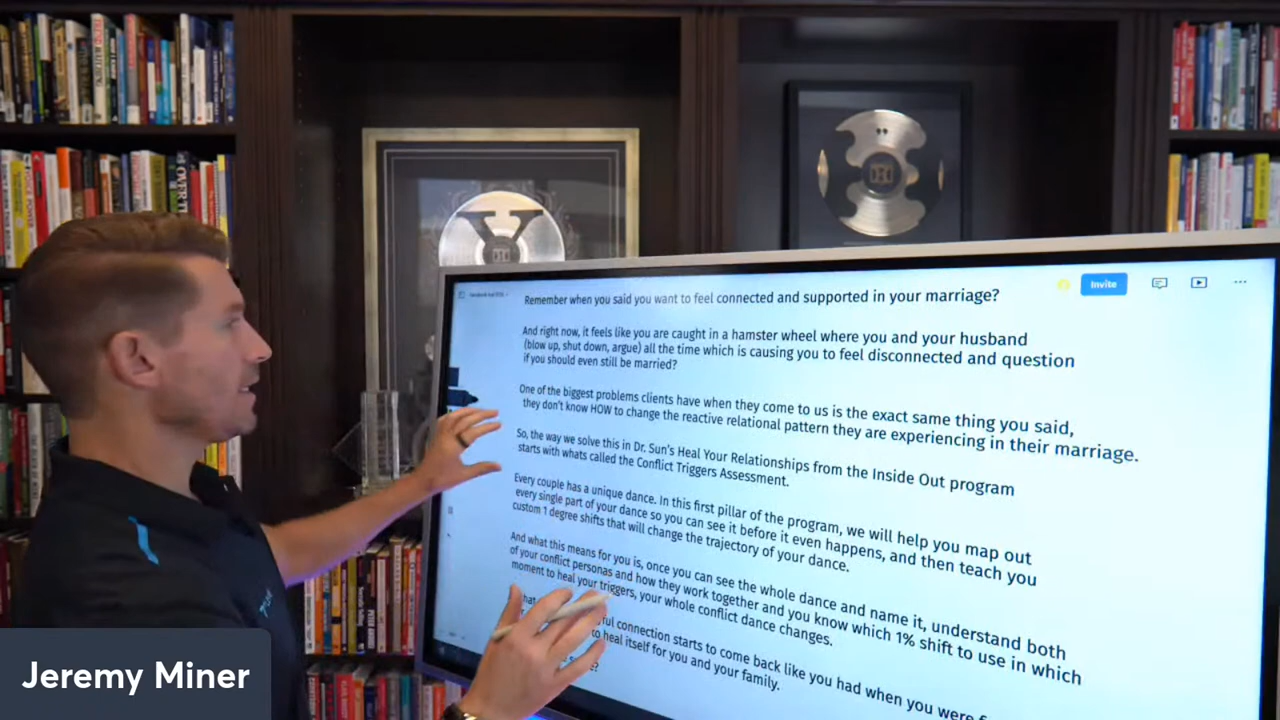 Invite
Remember when you said you want to feel connected and supported in your marriage?
And right now, it feels like you are caught in a hamster wheel where you and your husband
(blow up, shut down, argue) all the time which is causing you to feel disconnected and question
if you should even still be married?
One of the biggest problems clients have when they come to us is the exact same thing you said,
they don't know HOW to change the reactive relational pattern they are experiencing in their marriage.
So, the way we solve this in Dr. Sun's Heal Your Relationships from the Inside Out program
starts with whats called the Conflict Triggers Assessment.
Every couple has a unique dance. In this first pillar of the program, we will help you map out
every single part of your dance so you can see it before it even happens, and then teach you
custom 1 degree shifts that will change the trajectory of your dance.
And what this means for you is, once you can see the whole dance and name it, understand both
of your conflict personas and how they work together and you know which 1% shift to use in which
moment to heal your triggers, your whole conflict dance changes.
connection starts to come back like you had when you were
to heal itself for you and your family.
Jeremy Miner